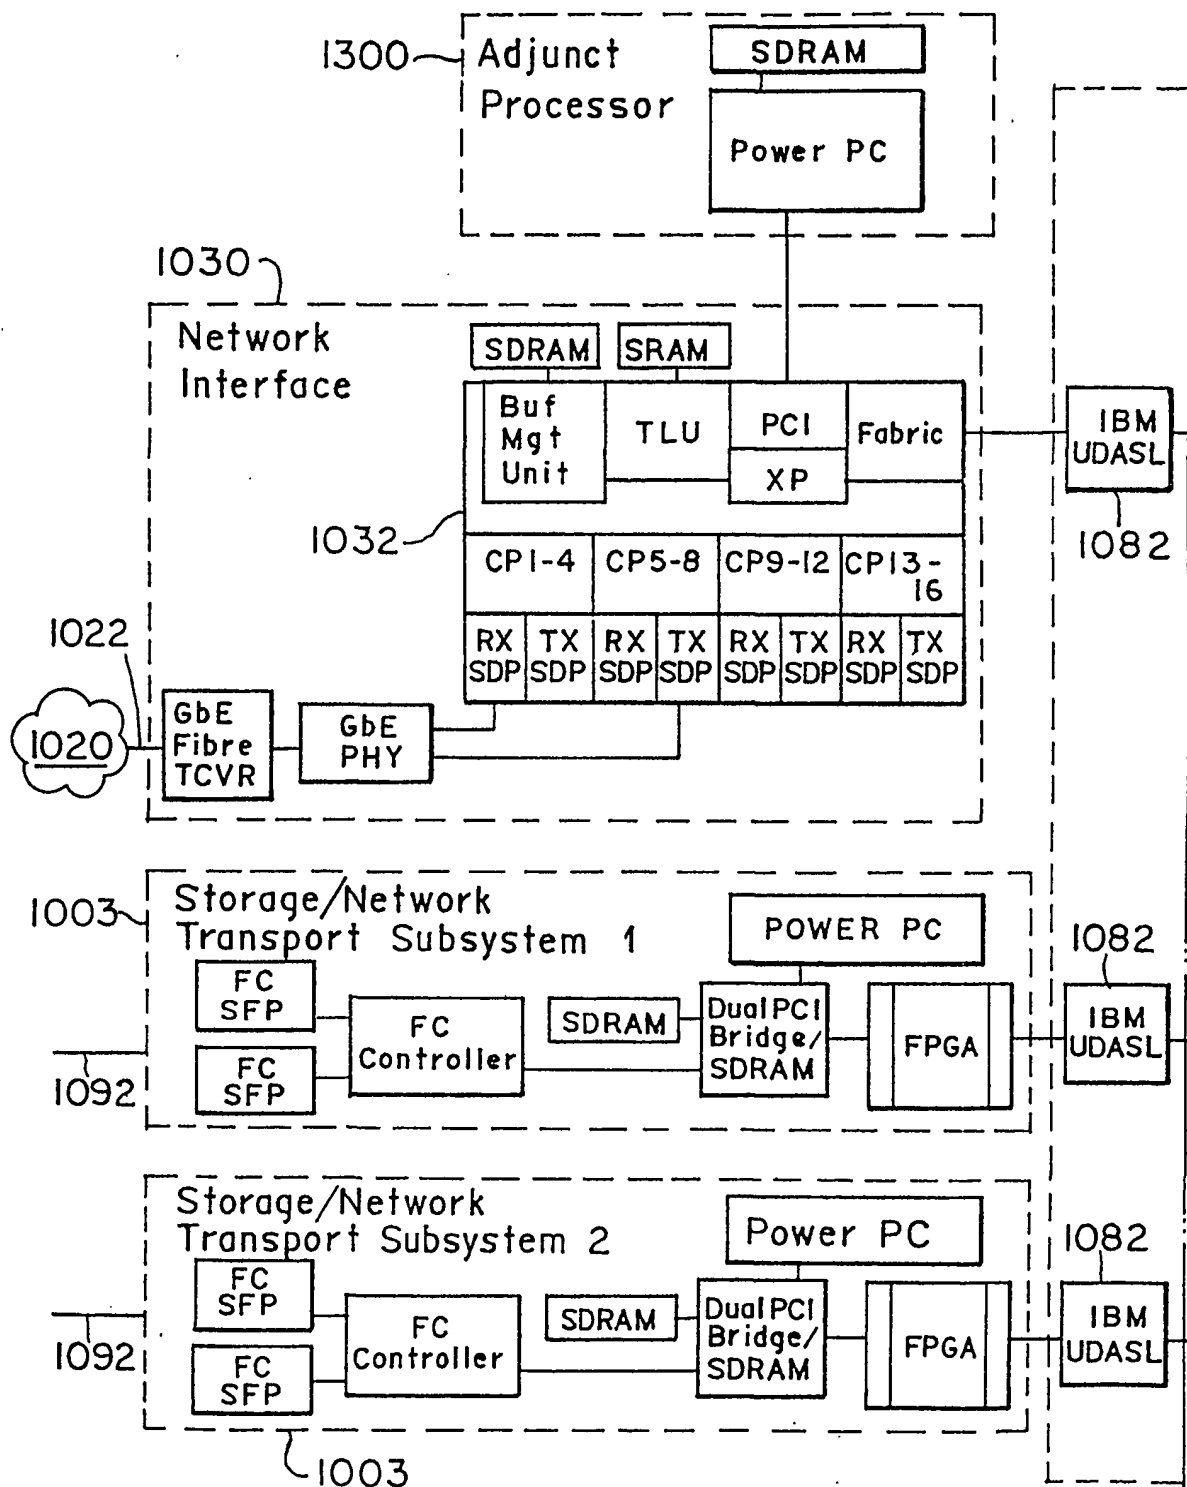 1300
Adjunct
Processor
SDRAM
Power PC
1030
Network
Interface
SDRAM
SRAM
Buf
Mgt
Unit
TLU
PCI
XP
Fabric
IBM
UDASL
1082
1032
CP1-4
CP5-8
CP9-12
CP13-
16
RX
SDP
TX
SDP
RX
SDP
TX
SDP
RX
SDP
TX
SDP
RX
SDP
TX
SDP
1022
1020
GbE
Fibre
TCVR
GbE
PHY
1003
Storage/Network
Transport Subsystem 1
POWER PC
FC
SFP
FC
SFP
FC
Controller
SDRAM
Dual PCI
Bridge/
SDRAM
FPGA
1082
IBM
UDASL
1092
Storage/Network
Transport Subsystem 2
Power PC
FC
SFP
FC
SFP
FC
Controller
SDRAM
Dual PCI
Bridge/
SDRAM
FPGA
1082
IBM
UDASL
1092
1003